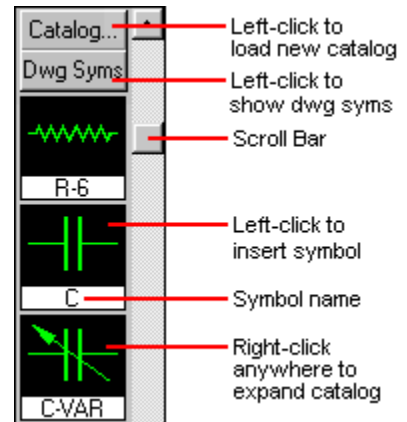 Catalog...
Left-click to
load new catalog
Dwg Syms
Left-click to
show dwg syms
Scroll Bar
R-6
Left-click to
insert symbol
C
Symbol name
Right-click
anywhere to
expand catalog
C-VAR